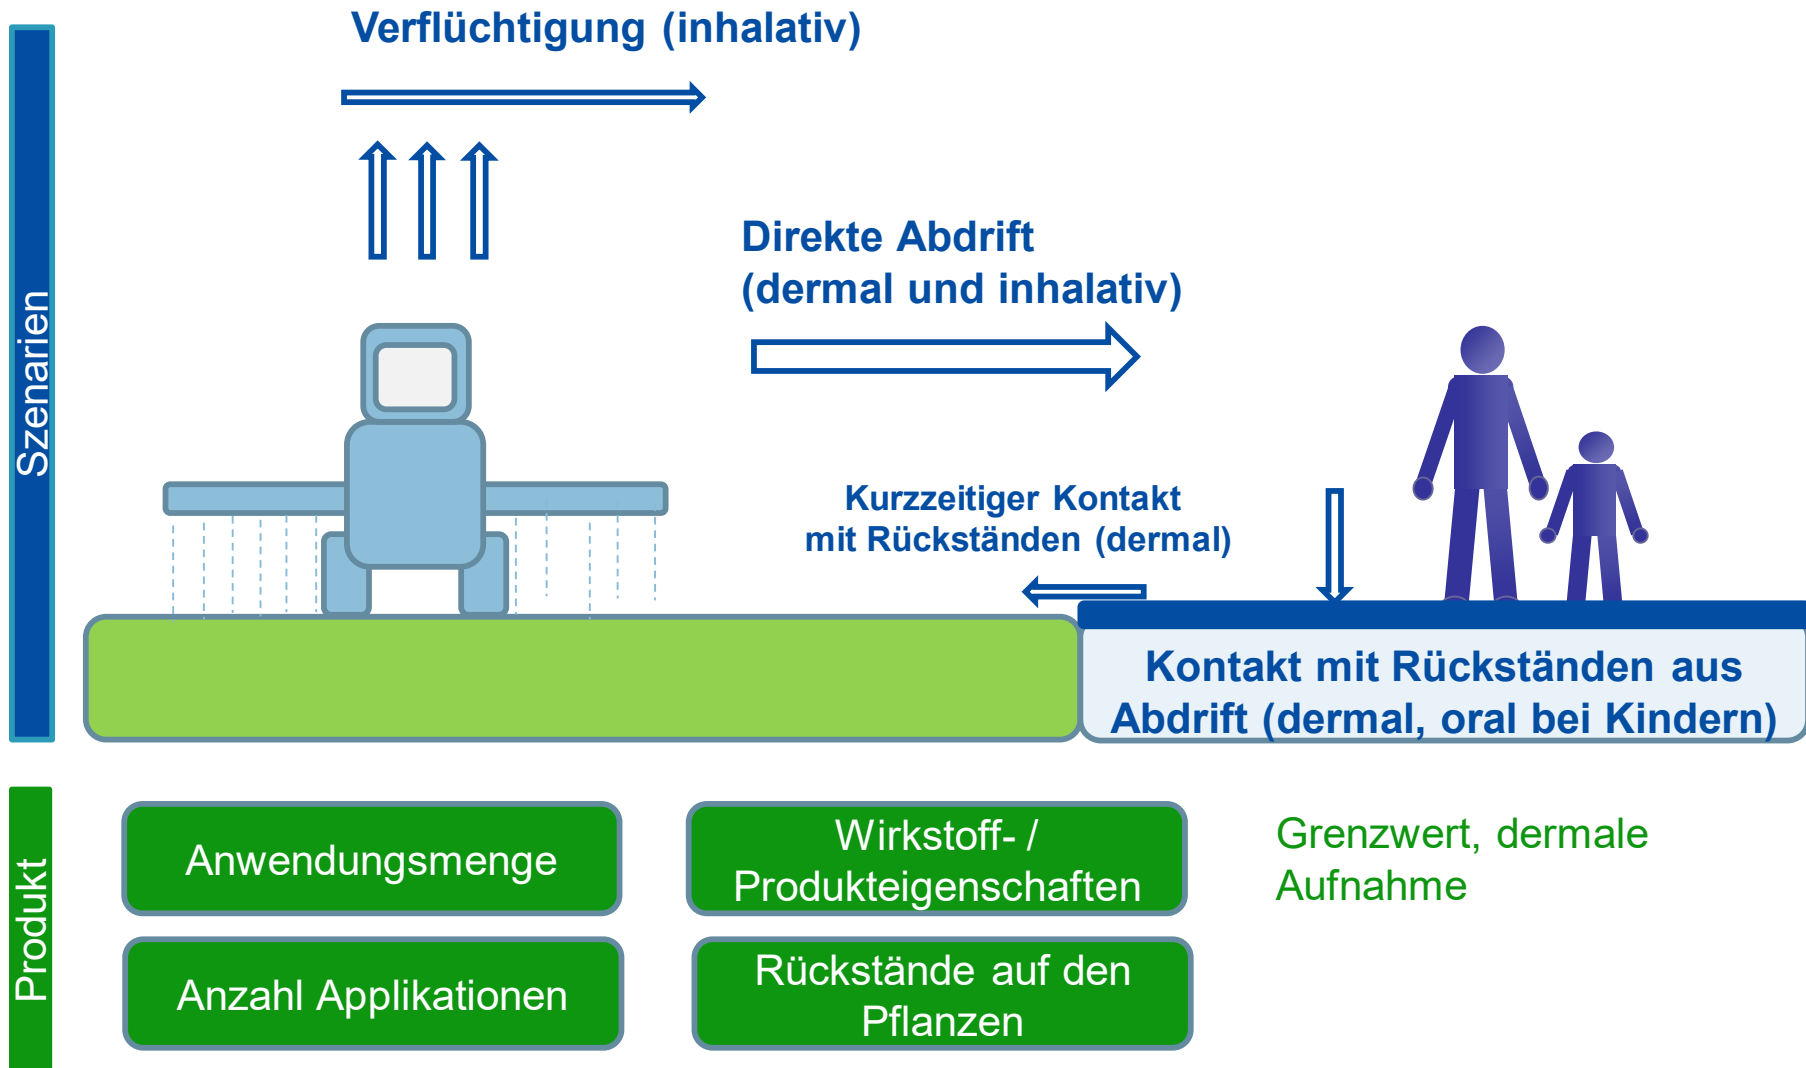 Szenarien
Verflüchtigung (inhalativ)
Direkte Abdrift
(dermal und inhalativ)
Kurzzeitiger Kontakt
mit Rückständen (dermal)
Kontakt mit Rückständen aus
Abdrift (dermal, oral bei Kindern)
Produkt
Anwendungsmenge
Wirkstoff- /
Produkteigenschaften
Grenzwert, dermale
Aufnahme
Anzahl Applikationen
Rückstände auf den
Pflanzen